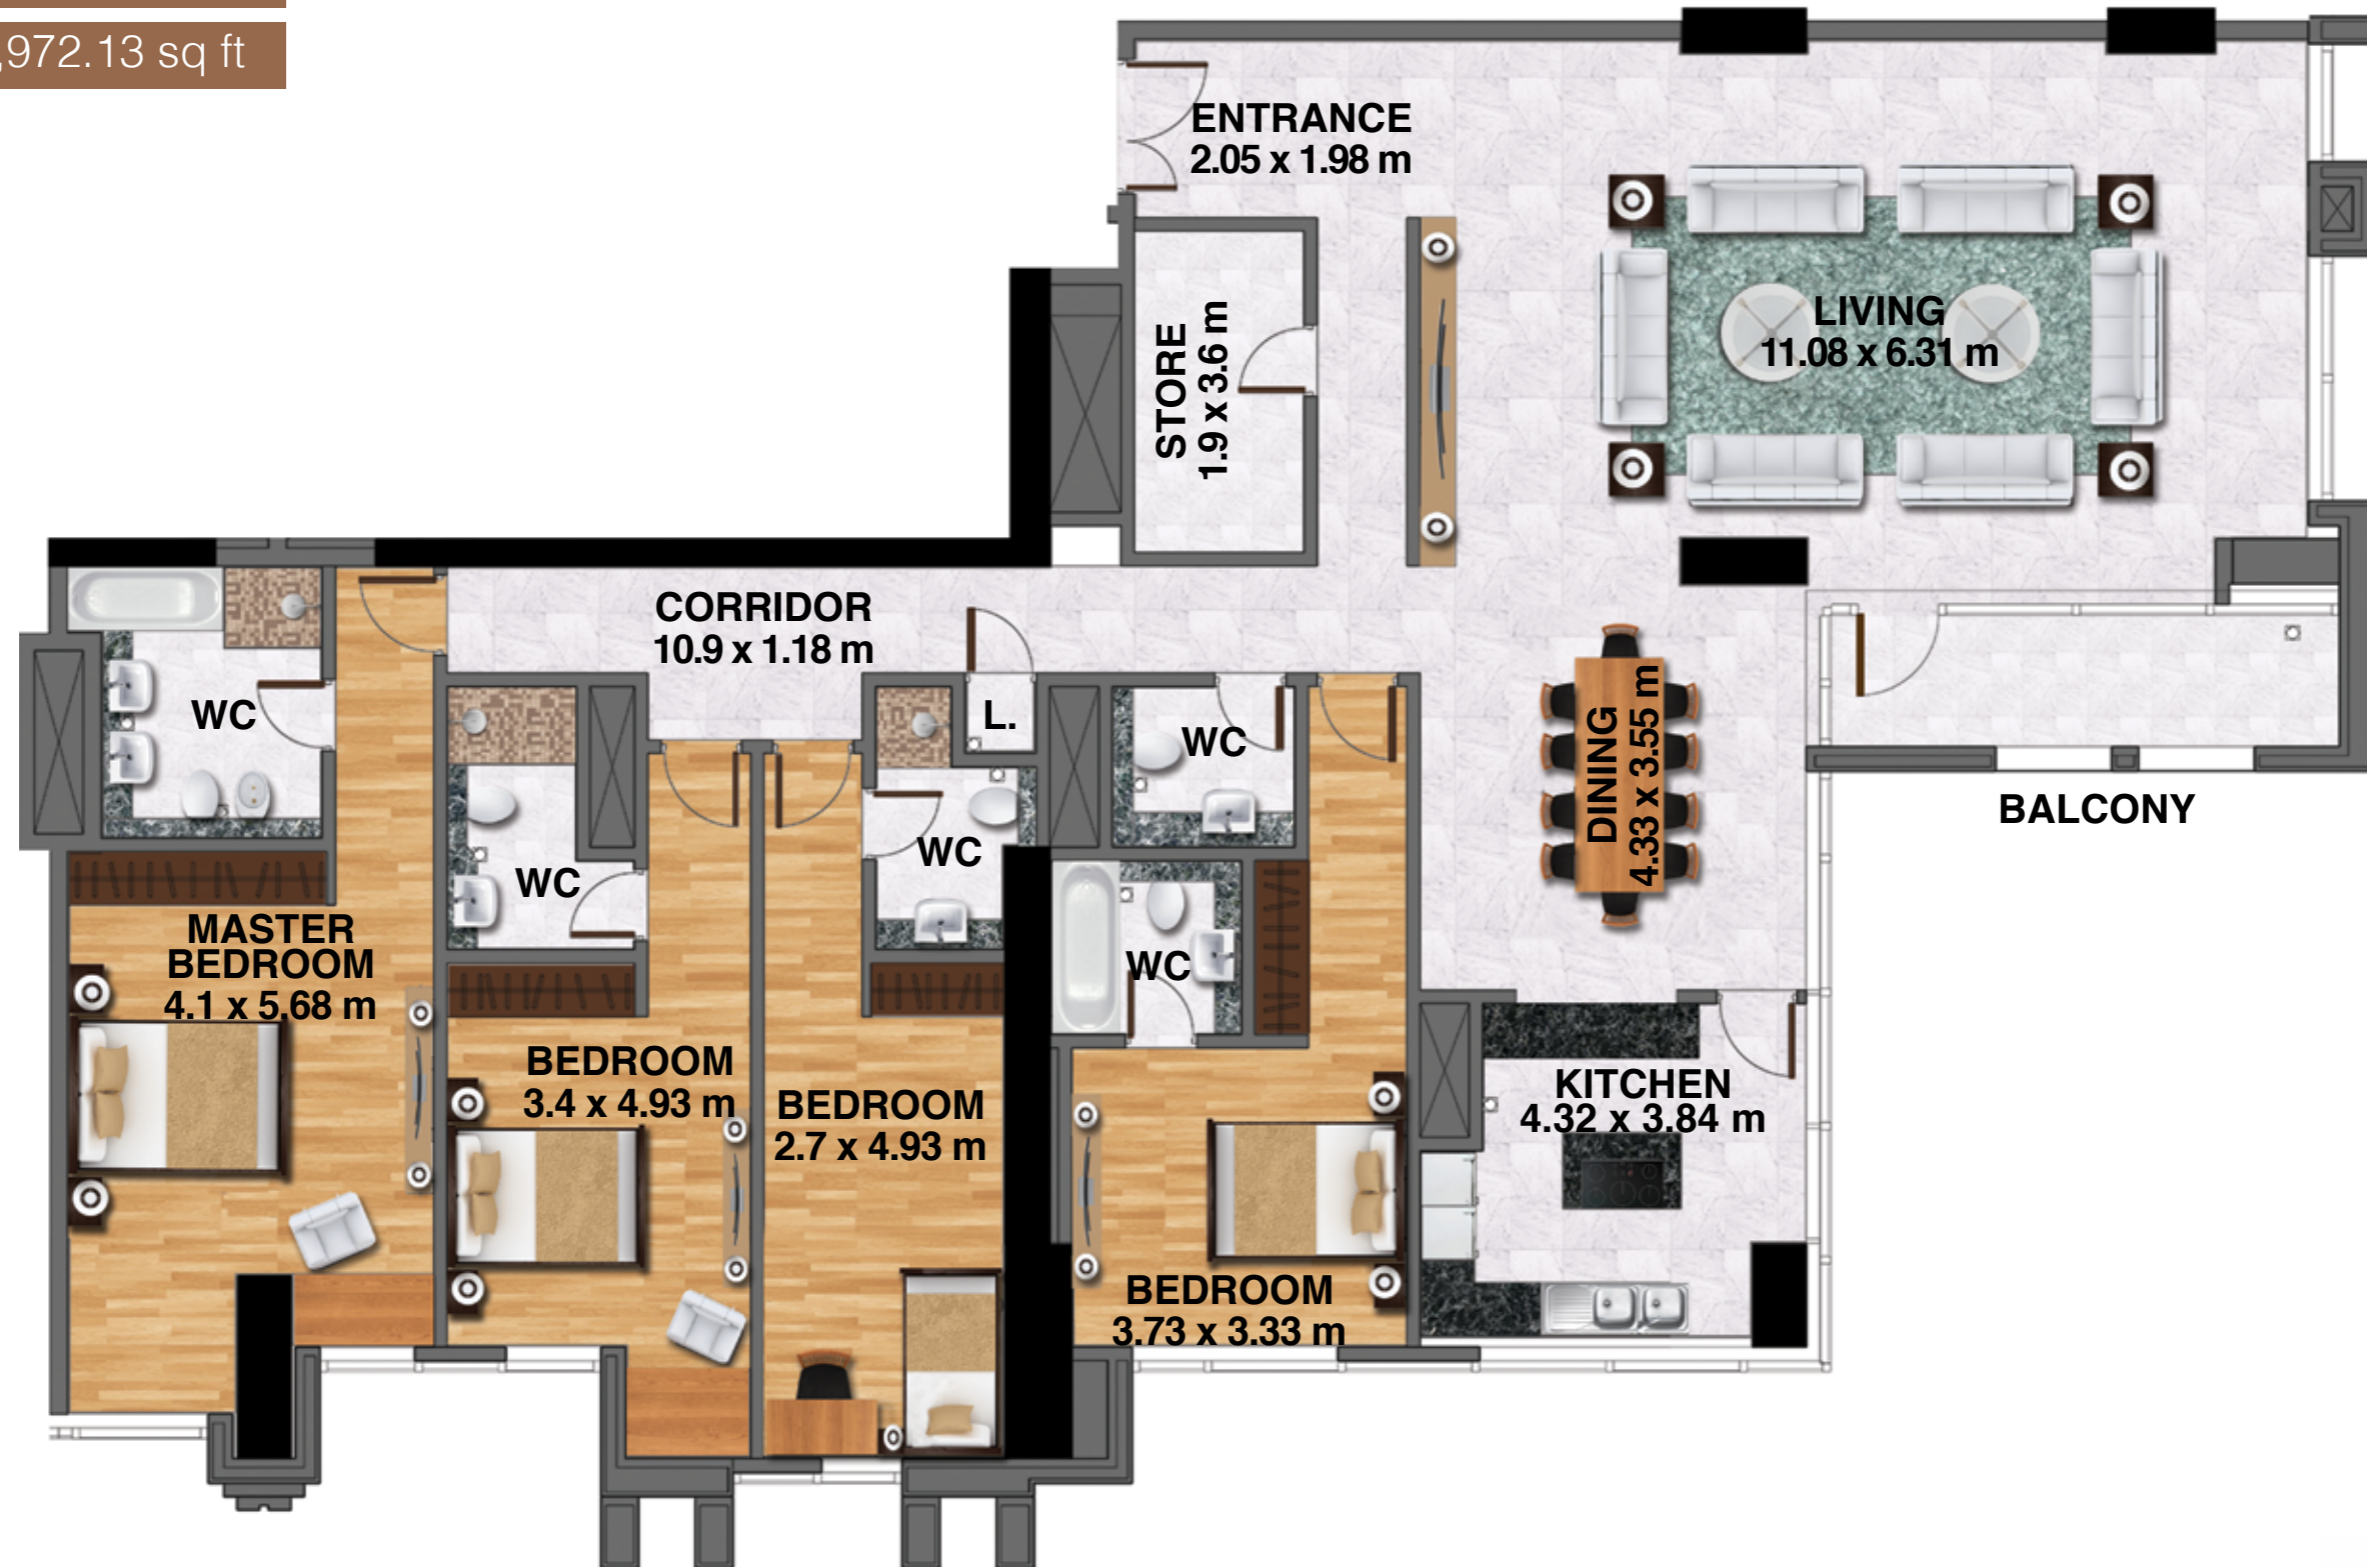 ,972.13 sq ft
ENTRANCE
2.05 x 1.98 m
STORE
1.9 x 3.6 m
LIVING
11.08 x 6.31 m
CORRIDOR
10.9 x 1.18 m
L.
WC
WC
WC
WC
WC
DINING
4.33 x 3.55 m
BALCONY
MASTER
BEDROOM
4.1 x 5.68 m
BEDROOM
3.4 x 4.93 m
BEDROOM
2.7 x 4.93 m
KITCHEN
4.32 x 3.84 m
BEDROOM
3.73 x 3.33 m